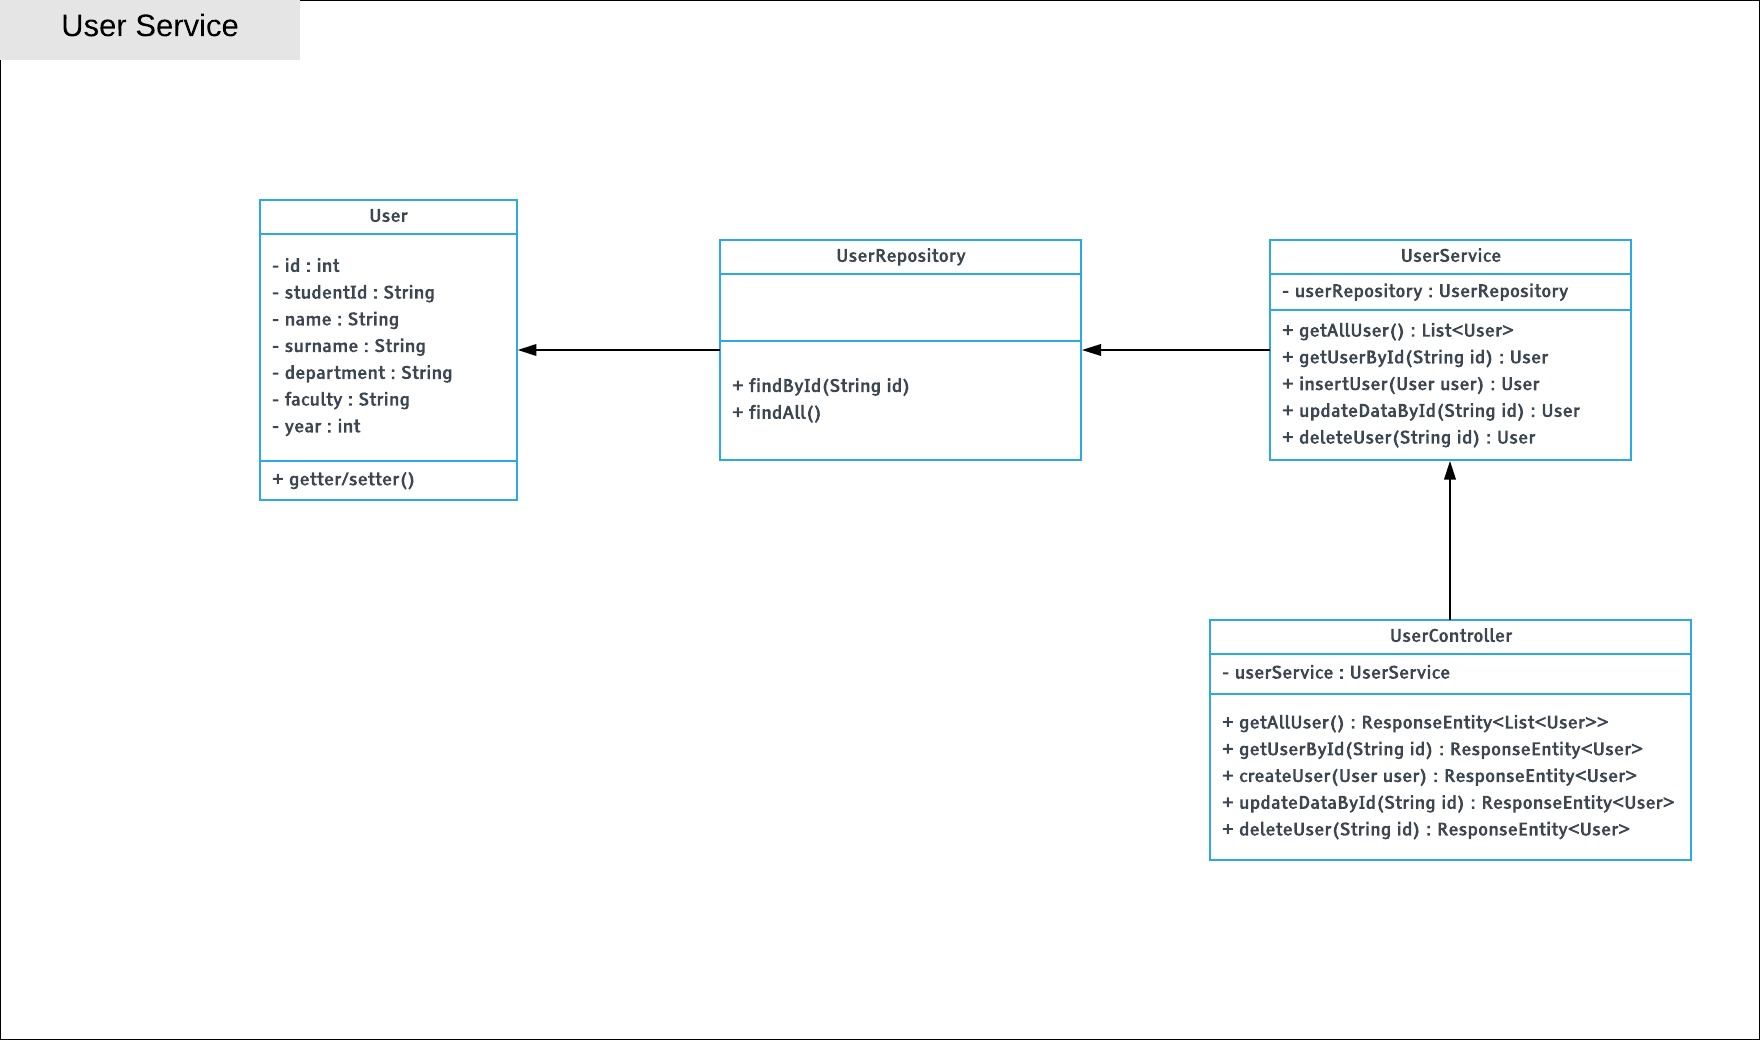 User Service
User
- id : int
- studentId : String
- name : String
- surname : String
- department : String
- faculty : String
- year : int
+ getter/setter()
UserRepository
+ findById(String id)
+ findAll()
UserService
- userRepository : UserRepository
+ getAllUser() : List<User>
+ getUserById(String id) : User
+ insertUser(User user) : User
+ updateDataById(String id) : User
+ deleteUser(String id) : User
UserController
- userService : UserService
+ getAllUser() : ResponseEntity<List<User>>
+ getUserById(String id) : ResponseEntity<User>
+ createUser(User user) : ResponseEntity<User>
+ updateDataById(String id) : ResponseEntity<User>
+ deleteUser(String id) : ResponseEntity<User>